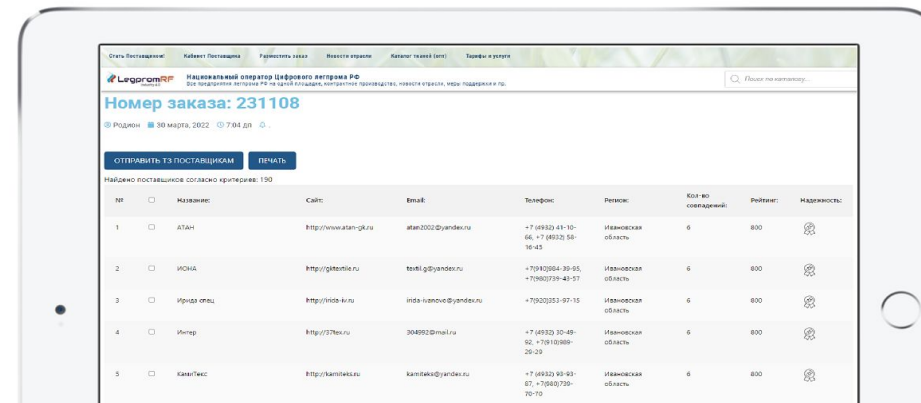 Стать Поставщиком! Кабинет Поставщика Разместить заказ Новости отрасли Каталог тканей (опт) Тарифы и услуги
LegpromRF Национальный оператор Цифрового легпрома РФ
Все предприятия легпрома РФ на одной площадке, контрактное производство, новости отрасли, меры поддержки и пр.
Поиск по каталогу...
Номер заказа: 231108
Родион 30 марта, 2022 7:04 дп
ОТПРАВИТЬ ТЗ ПОСТАВЩИКАМ ПЕЧАТЬ
Найдено поставщиков согласно критериев: 190
№ Название: Сайт: Email: Телефон: Регион: Кол-во совпадений: Рейтинг: Надежность:
1 АТАН http://www.atan-gk.ru atan2002@yandex.ru +7 (4932) 41-10-
66, +7 (4932) 58-
16-45 Ивановская
область 6 800
2 ИОНА http://gktextile.ru textil.g@yandex.ru +7(910)984-39-95,
+7(980)739-43-57 Ивановская
область 6 800
3 Ирида спец http://irida-iv.ru irida-ivanovo@yandex.ru +7(920)353-97-15 Ивановская
область 6 800
4 Интер http://37tex.ru 304992@mail.ru +7 (4932) 30-49-
92, +7(910)989-
29-29 Ивановская
область 6 800
5 КамиТекс http://kamiteks.ru kamiteks@yandex.ru +7 (4932) 93-93-
87, +7(980)739-
70-70 Ивановская
область 6 800